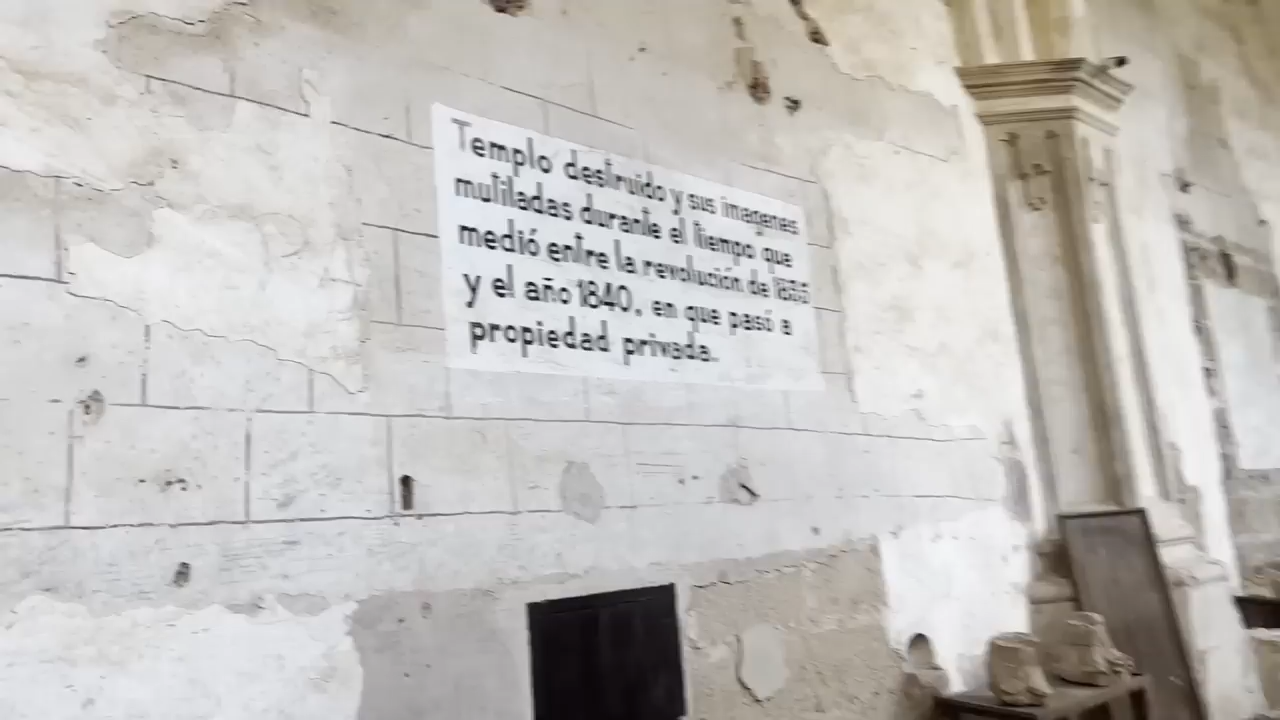 Templo destruido y sus imagenes
mutiladas durante el tiempo que
medió entre la revolución de 1835
y el año 1840, en que pasó a
propiedad privada.